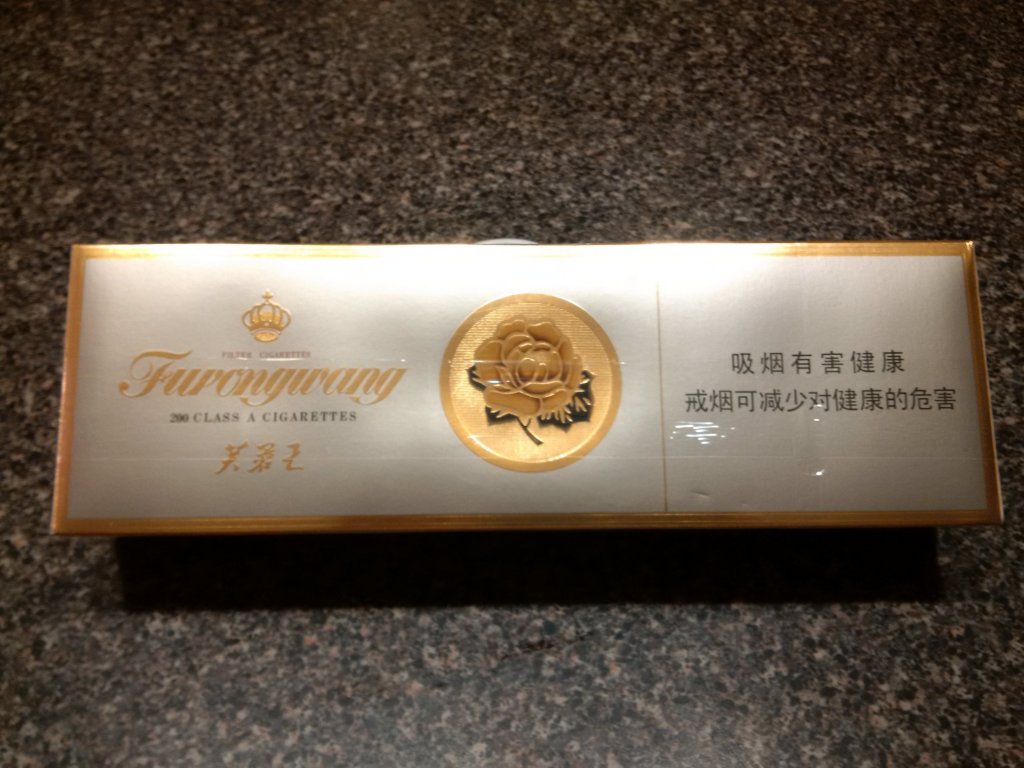 FILTER CIGARETTES
Furongwang
200 CLASS A CIGARETTES
芙蓉王
吸烟有害健康
戒烟可减少对健康的危害